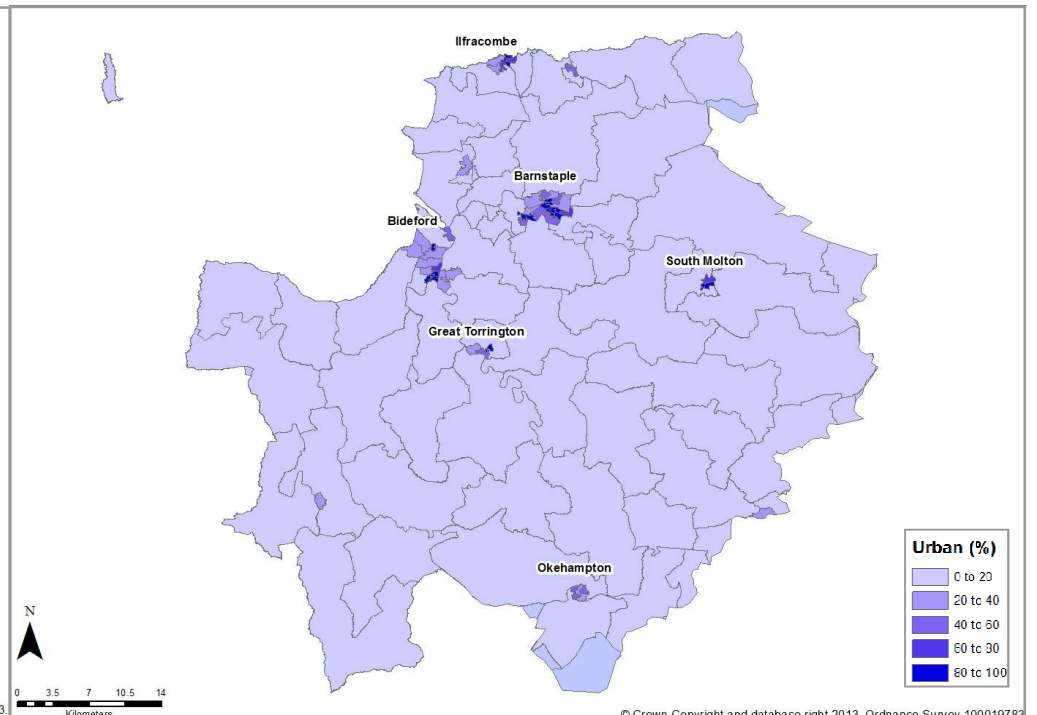 Ilfracombe
Barnstaple
Bideford
South Molton
Great Torrington
Okehampton
Urban (%)
0 to 20
20 to 40
40 to 60
60 to 80
80 to 100
N
0 3.5 7 10.5 14
Kilometers
3.
© Crown Copyright and database right 2013. Ordnance Survey 100019783